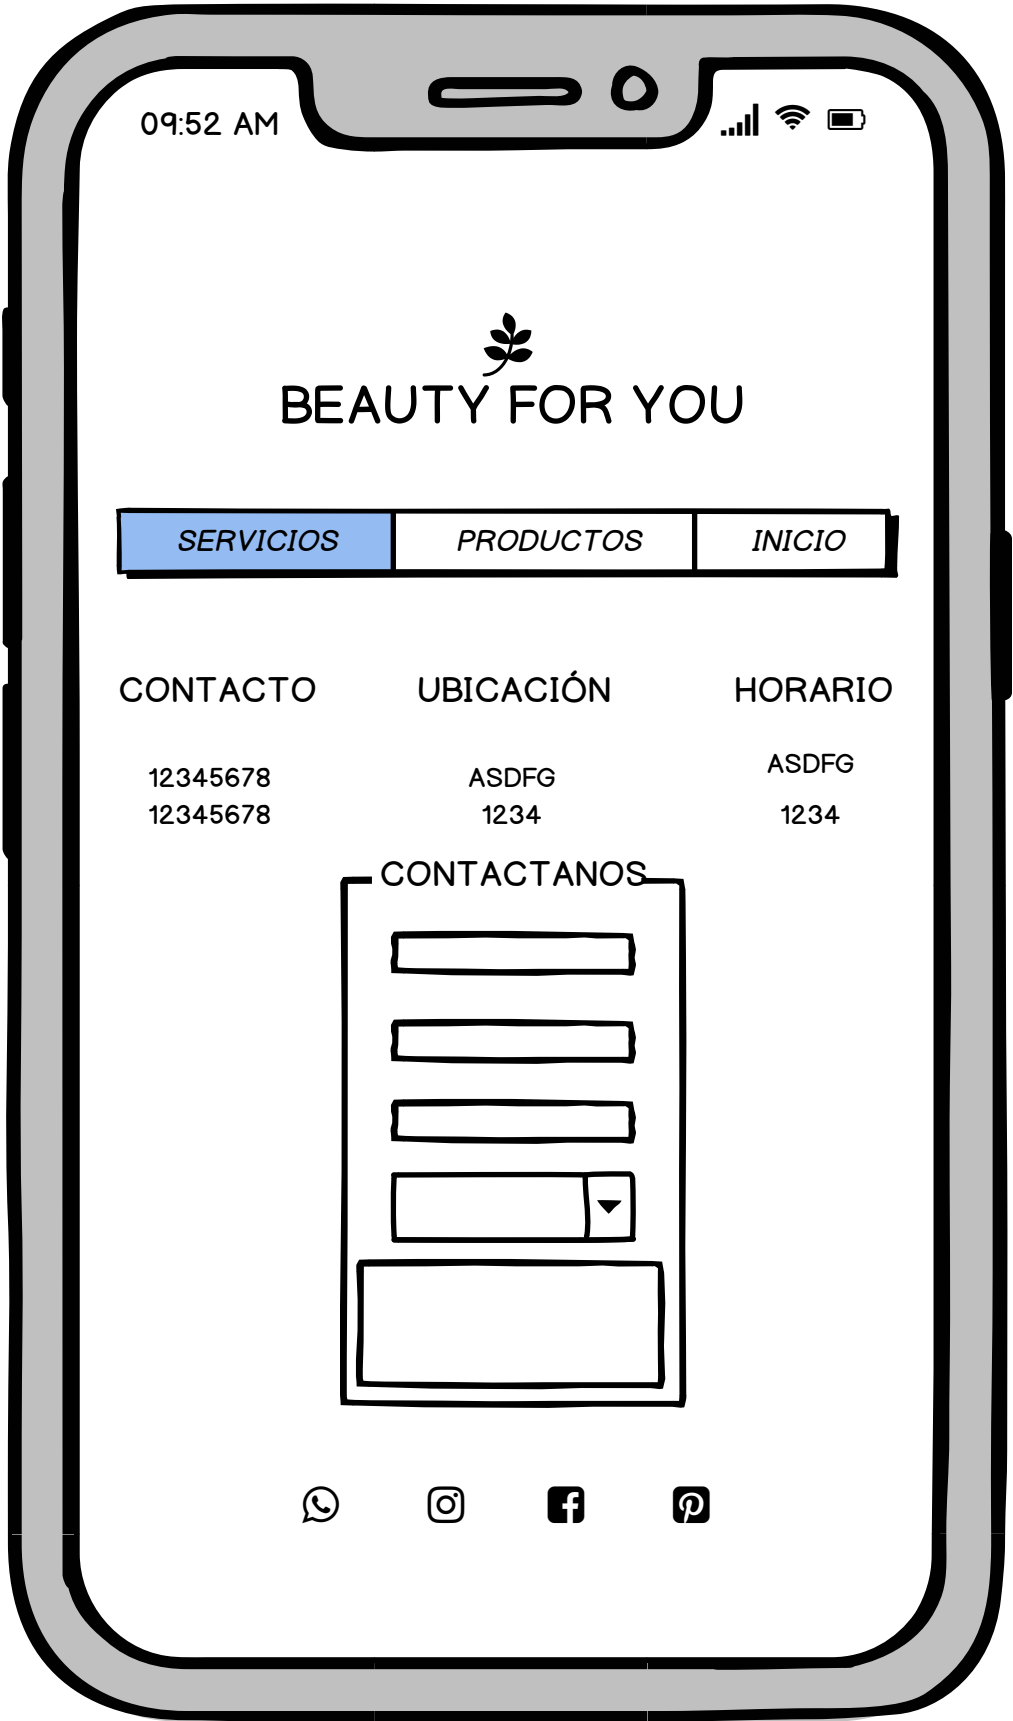 09:52 AM
BEAUTY FOR YOU
SERVICIOS PRODUCTOS INICIO
CONTACTO UBICACIÓN HORARIO
12345678 ASDFG ASDFG
12345678 1234 1234
CONTACTANOS